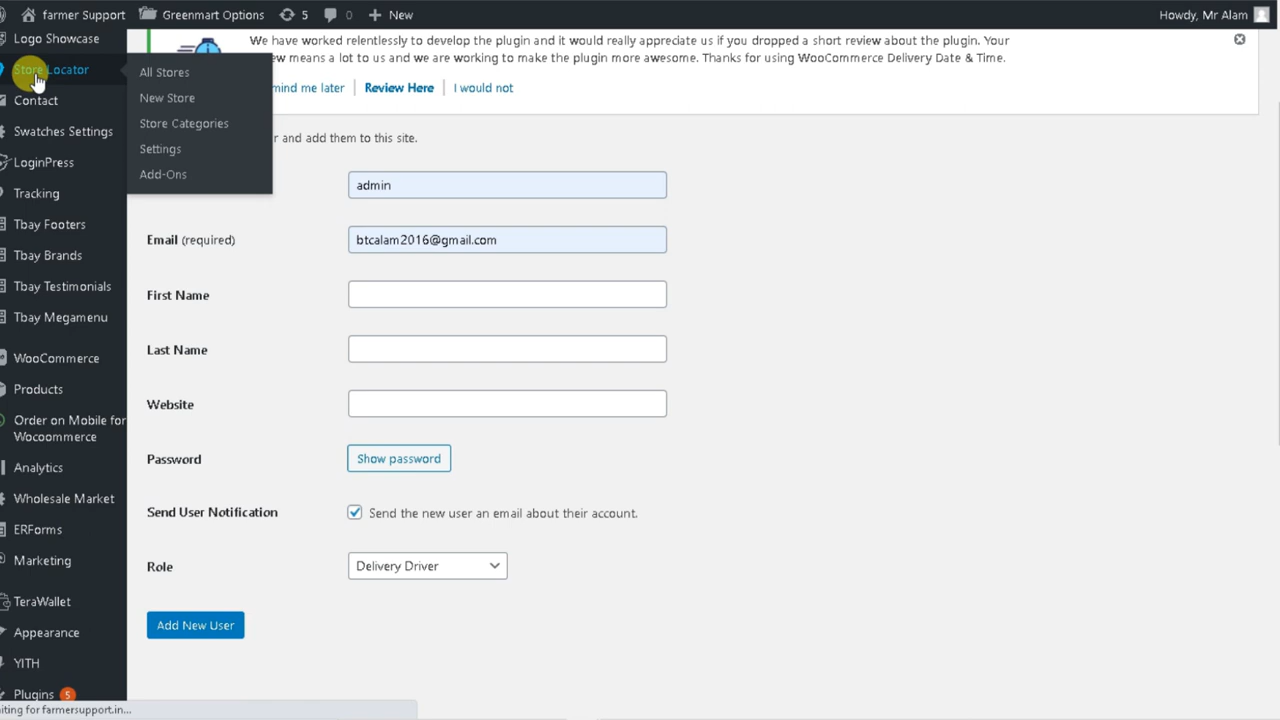 farmer Support
Greenmart Options
5
0
New
Howdy, Mr Alam
Logo Showcase
Store Locator
Contact
Swatches Settings
LoginPress
Tracking
Tbay Footers
Tbay Brands
Tbay Testimonials
Tbay Megamenu
WooCommerce
Products
Order on Mobile for
Wocoommerce
Analytics
Wholesale Market
ERForms
Marketing
TeraWallet
Appearance
YITH
Plugins 5
All Stores
New Store
Store Categories
Settings
Add-Ons
We have worked relentlessly to develop the plugin and it would really appreciate us if you dropped a short review about the plugin. Your
ew means a lot to us and we are working to make the plugin more awesome. Thanks for using WooCommerce Delivery Date & Time.
mind me later
Review Here
I would not
r and add them to this site.
admin
Email (required)
btcalam2016@gmail.com
First Name
Last Name
Website
Password
Show password
Send User Notification
Send the new user an email about their account.
Role
Delivery Driver
Add New User
aiting for farmersupport.in...